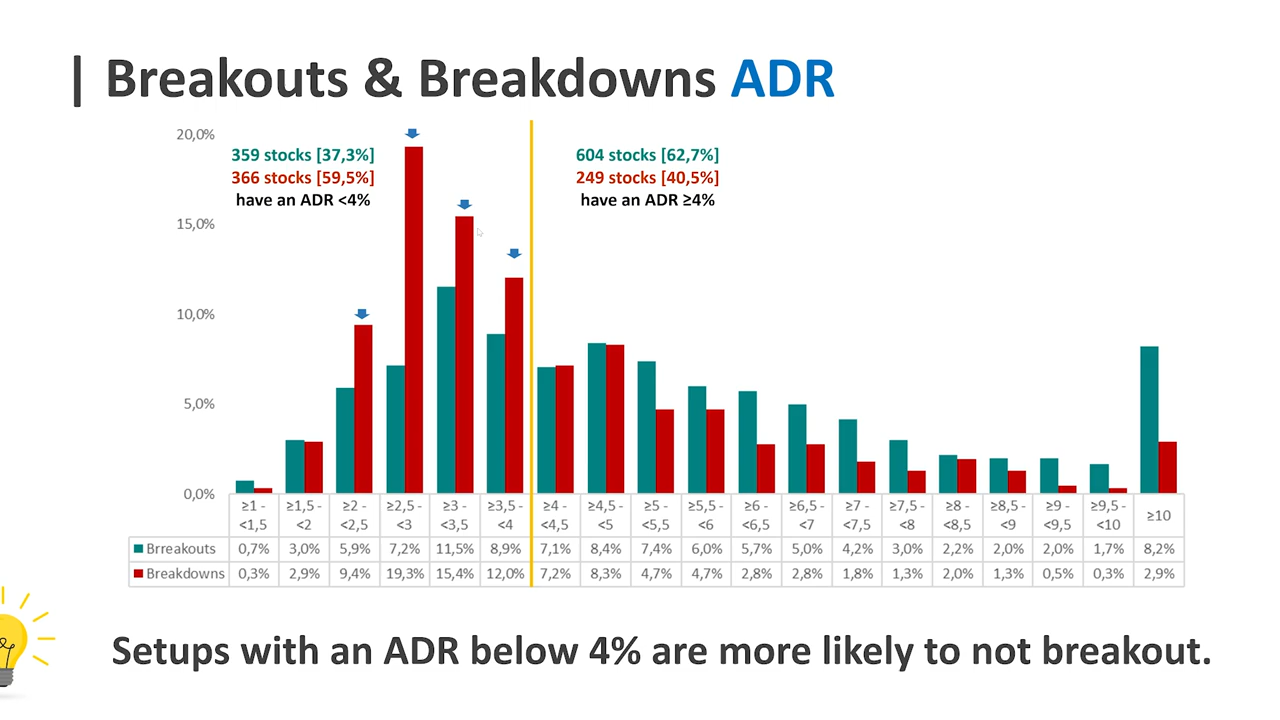 | Breakouts & Breakdowns ADR
20,0%
15,0%
10,0%
5,0%
0,0%
359 stocks [37,3%]
366 stocks [59,5%]
have an ADR <4%
604 stocks [62,7%]
249 stocks [40,5%]
have an ADR ≥4%
≥1 - <1,5 ≥1,5 - <2 ≥2 - <2,5 ≥2,5 - <3 ≥3 - <3,5 ≥3,5 - <4 ≥4 - <4,5 ≥4,5 - <5 ≥5 - <5,5 ≥5,5 - <6 ≥6 - <6,5 ≥6,5 - <7 ≥7 - <7,5 ≥7,5 - <8 ≥8 - <8,5 ≥8,5 - <9 ≥9 - <9,5 ≥9,5 - <10 ≥10
Brreakouts 0,7% 3,0% 5,9% 7,2% 11,5% 8,9% 7,1% 8,4% 7,4% 6,0% 5,7% 5,0% 4,2% 3,0% 2,2% 2,0% 2,0% 1,7% 8,2%
Breakdowns 0,3% 2,9% 9,4% 19,3% 15,4% 12,0% 7,2% 8,3% 4,7% 4,7% 2,8% 2,8% 1,8% 1,3% 2,0% 1,3% 0,5% 0,3% 2,9%
Setups with an ADR below 4% are more likely to not breakout.